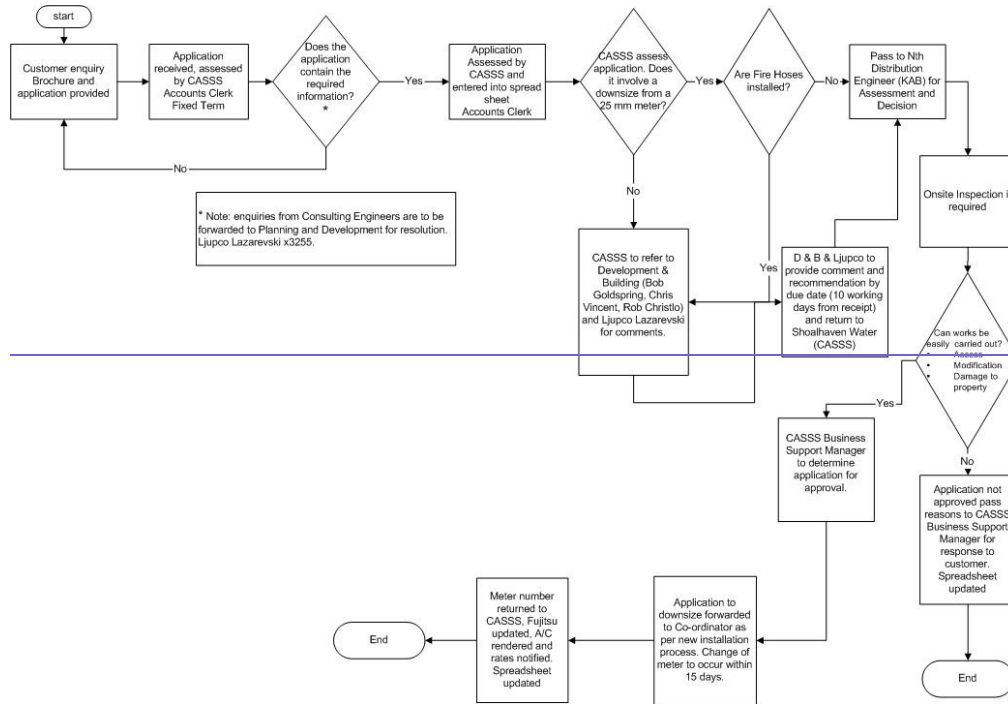 start
Customer enquiry
Brochure and
application provided
Application
received, assessed
by CASSS
Accounts Clerk
Fixed Term
Does the
application
contain the
required
information?
*
Yes
No
Application
Assessed by
CASSS and
entered into spread
sheet
Accounts Clerk
CASSS assess
application. Does
it involve a
downsize from a
25 mm meter?
Yes
No
Are Fire Hoses
installed?
No
Yes
Pass to Nth
Distribution
Engineer (KAB) for
Assessment and
Decision
Onsite Inspection i
required
* Note: enquiries from Consulting Engineers are to be
forwarded to Planning and Development for resolution.
Ljupco Lazarevski x3255.
CASSS to refer to
Development &
Building (Bob
Goldspring, Chris
Vincent, Rob Christlo)
and Ljupco Lazarevski
for comments.
D & B & Ljupco to
provide comment and
recommendation by
due date (10 working
days from receipt)
and return to
Shoalhaven Water
(CASSS)
Can works be
easily carried out?
• Access
• Modification
• Damage to
property
Yes
No
CASSS Business
Support Manager
to determine
application for
approval.
Application not
approved pass
reasons to CASSS
Business Support
Manager for
response to
customer.
Spreadsheet
updated
End
Application to
downsize forwarded
to Co-ordinator as
per new installation
process. Change of
meter to occur within
15 days.
Meter number
returned to
CASSS, Fujitsu
updated, A/C
rendered and
rates notified.
Spreadsheet
updated
End